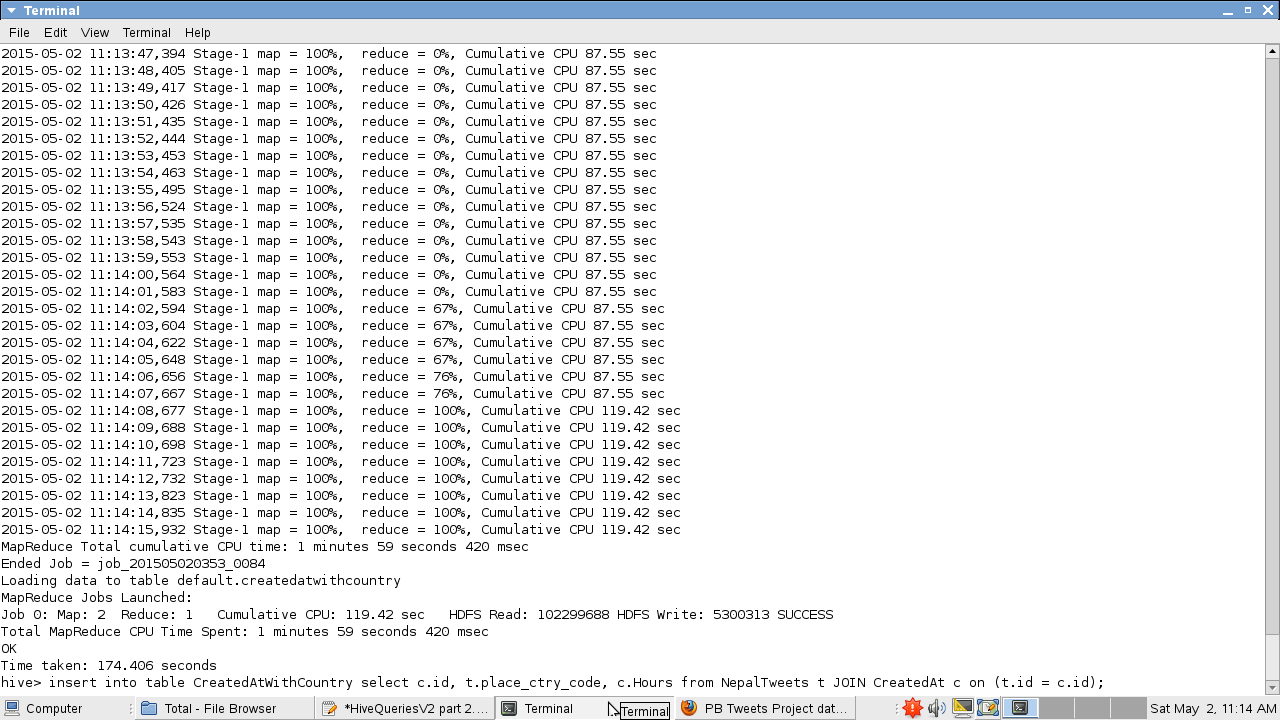 Terminal
File Edit View Terminal Help
2015-05-02 11:13:47,394 Stage-1 map = 100%,  reduce = 0%, Cumulative CPU 87.55 sec
2015-05-02 11:13:48,405 Stage-1 map = 100%,  reduce = 0%, Cumulative CPU 87.55 sec
2015-05-02 11:13:49,417 Stage-1 map = 100%,  reduce = 0%, Cumulative CPU 87.55 sec
2015-05-02 11:13:50,426 Stage-1 map = 100%,  reduce = 0%, Cumulative CPU 87.55 sec
2015-05-02 11:13:51,435 Stage-1 map = 100%,  reduce = 0%, Cumulative CPU 87.55 sec
2015-05-02 11:13:52,444 Stage-1 map = 100%,  reduce = 0%, Cumulative CPU 87.55 sec
2015-05-02 11:13:53,453 Stage-1 map = 100%,  reduce = 0%, Cumulative CPU 87.55 sec
2015-05-02 11:13:54,463 Stage-1 map = 100%,  reduce = 0%, Cumulative CPU 87.55 sec
2015-05-02 11:13:55,495 Stage-1 map = 100%,  reduce = 0%, Cumulative CPU 87.55 sec
2015-05-02 11:13:56,524 Stage-1 map = 100%,  reduce = 0%, Cumulative CPU 87.55 sec
2015-05-02 11:13:57,535 Stage-1 map = 100%,  reduce = 0%, Cumulative CPU 87.55 sec
2015-05-02 11:13:58,543 Stage-1 map = 100%,  reduce = 0%, Cumulative CPU 87.55 sec
2015-05-02 11:13:59,553 Stage-1 map = 100%,  reduce = 0%, Cumulative CPU 87.55 sec
2015-05-02 11:14:00,564 Stage-1 map = 100%,  reduce = 0%, Cumulative CPU 87.55 sec
2015-05-02 11:14:01,583 Stage-1 map = 100%,  reduce = 0%, Cumulative CPU 87.55 sec
2015-05-02 11:14:02,594 Stage-1 map = 100%,  reduce = 67%, Cumulative CPU 87.55 sec
2015-05-02 11:14:03,604 Stage-1 map = 100%,  reduce = 67%, Cumulative CPU 87.55 sec
2015-05-02 11:14:04,622 Stage-1 map = 100%,  reduce = 67%, Cumulative CPU 87.55 sec
2015-05-02 11:14:05,648 Stage-1 map = 100%,  reduce = 67%, Cumulative CPU 87.55 sec
2015-05-02 11:14:06,656 Stage-1 map = 100%,  reduce = 76%, Cumulative CPU 87.55 sec
2015-05-02 11:14:07,667 Stage-1 map = 100%,  reduce = 76%, Cumulative CPU 87.55 sec
2015-05-02 11:14:08,677 Stage-1 map = 100%,  reduce = 100%, Cumulative CPU 119.42 sec
2015-05-02 11:14:09,688 Stage-1 map = 100%,  reduce = 100%, Cumulative CPU 119.42 sec
2015-05-02 11:14:10,698 Stage-1 map = 100%,  reduce = 100%, Cumulative CPU 119.42 sec
2015-05-02 11:14:11,723 Stage-1 map = 100%,  reduce = 100%, Cumulative CPU 119.42 sec
2015-05-02 11:14:12,732 Stage-1 map = 100%,  reduce = 100%, Cumulative CPU 119.42 sec
2015-05-02 11:14:13,823 Stage-1 map = 100%,  reduce = 100%, Cumulative CPU 119.42 sec
2015-05-02 11:14:14,835 Stage-1 map = 100%,  reduce = 100%, Cumulative CPU 119.42 sec
2015-05-02 11:14:15,932 Stage-1 map = 100%,  reduce = 100%, Cumulative CPU 119.42 sec
MapReduce Total cumulative CPU time: 1 minutes 59 seconds 420 msec
Ended Job = job_201505020353_0084
Loading data to table default.createdatwithcountry
MapReduce Jobs Launched:
Job 0: Map: 2  Reduce: 1   Cumulative CPU: 119.42 sec   HDFS Read: 102299688 HDFS Write: 5300313 SUCCESS
Total MapReduce CPU Time Spent: 1 minutes 59 seconds 420 msec
OK
Time taken: 174.406 seconds
hive> insert into table CreatedAtWithCountry select c.id, t.place_ctry_code, c.Hours from NepalTweets t JOIN CreatedAt c on (t.id = c.id);
Computer Total - File Browser *HiveQueriesV2 part 2.... Terminal Terminal PB Tweets Project dat... Sat May 2, 11:14 AM